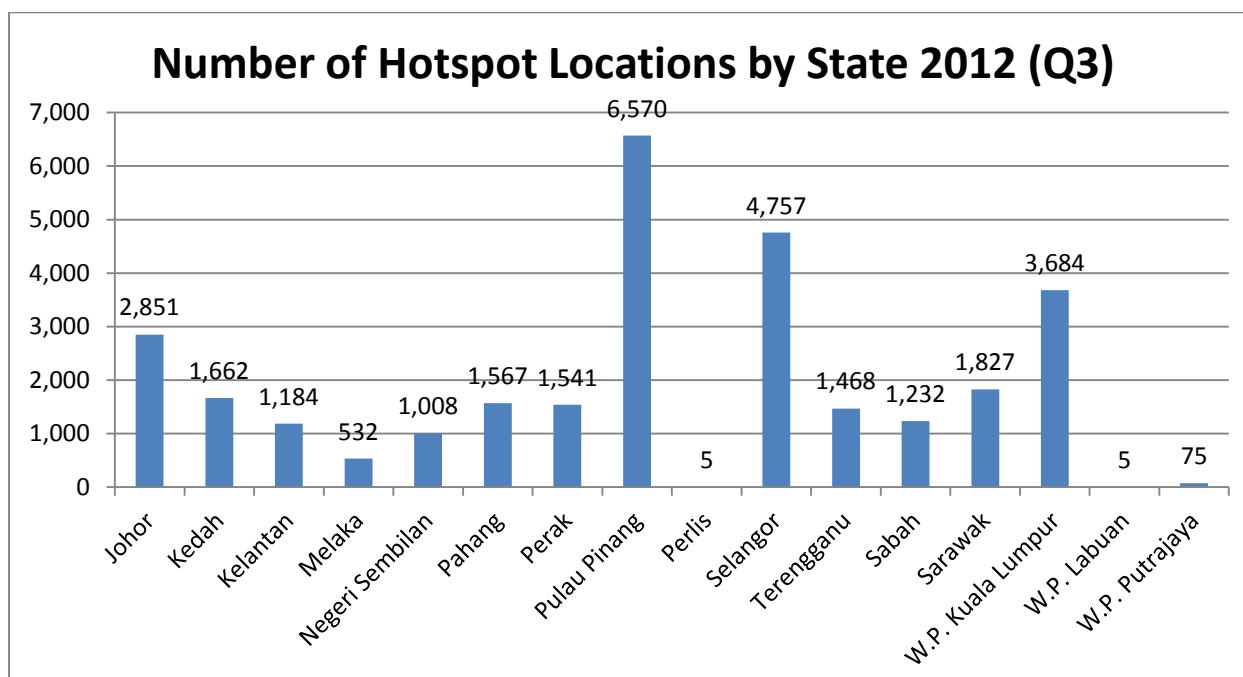 Number of Hotspot Locations by State 2012 (Q3)
7,000
6,000
5,000
4,000
3,000
2,000
1,000
0
2,851
1,662
1,184
532
1,008
1,567
1,541
6,570
5
4,757
1,468
1,232
1,827
3,684
5
75
Johor
Kedah
Kelantan
Melaka
Negeri Sembilan
Pahang
Perak
Pulau Pinang
Perlis
Selangor
Terengganu
Sabah
Sarawak
W.P. Kuala Lumpur
W.P. Labuan
W.P. Putrajaya